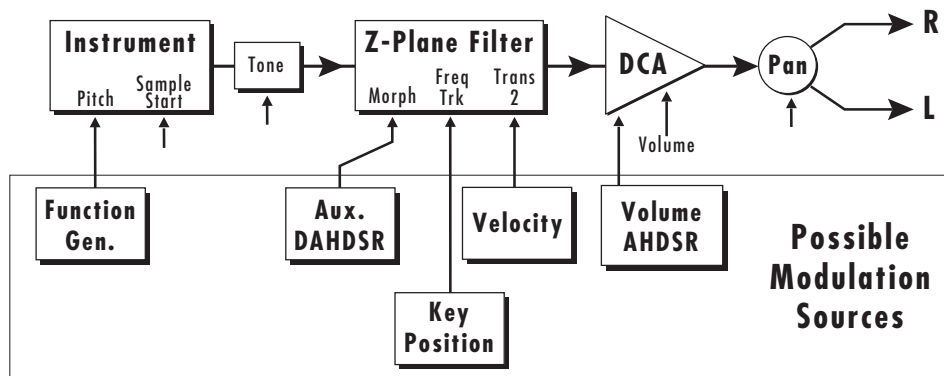 Instrument
Pitch
Sample
Start
Tone
Z-Plane Filter
Morph
Freq
Trk
Trans
2
DCA
Volume
Pan
R
L
Function
Gen.
Aux.
DAHDSR
Velocity
Volume
AHDSR
Key
Position
Possible
Modulation
Sources